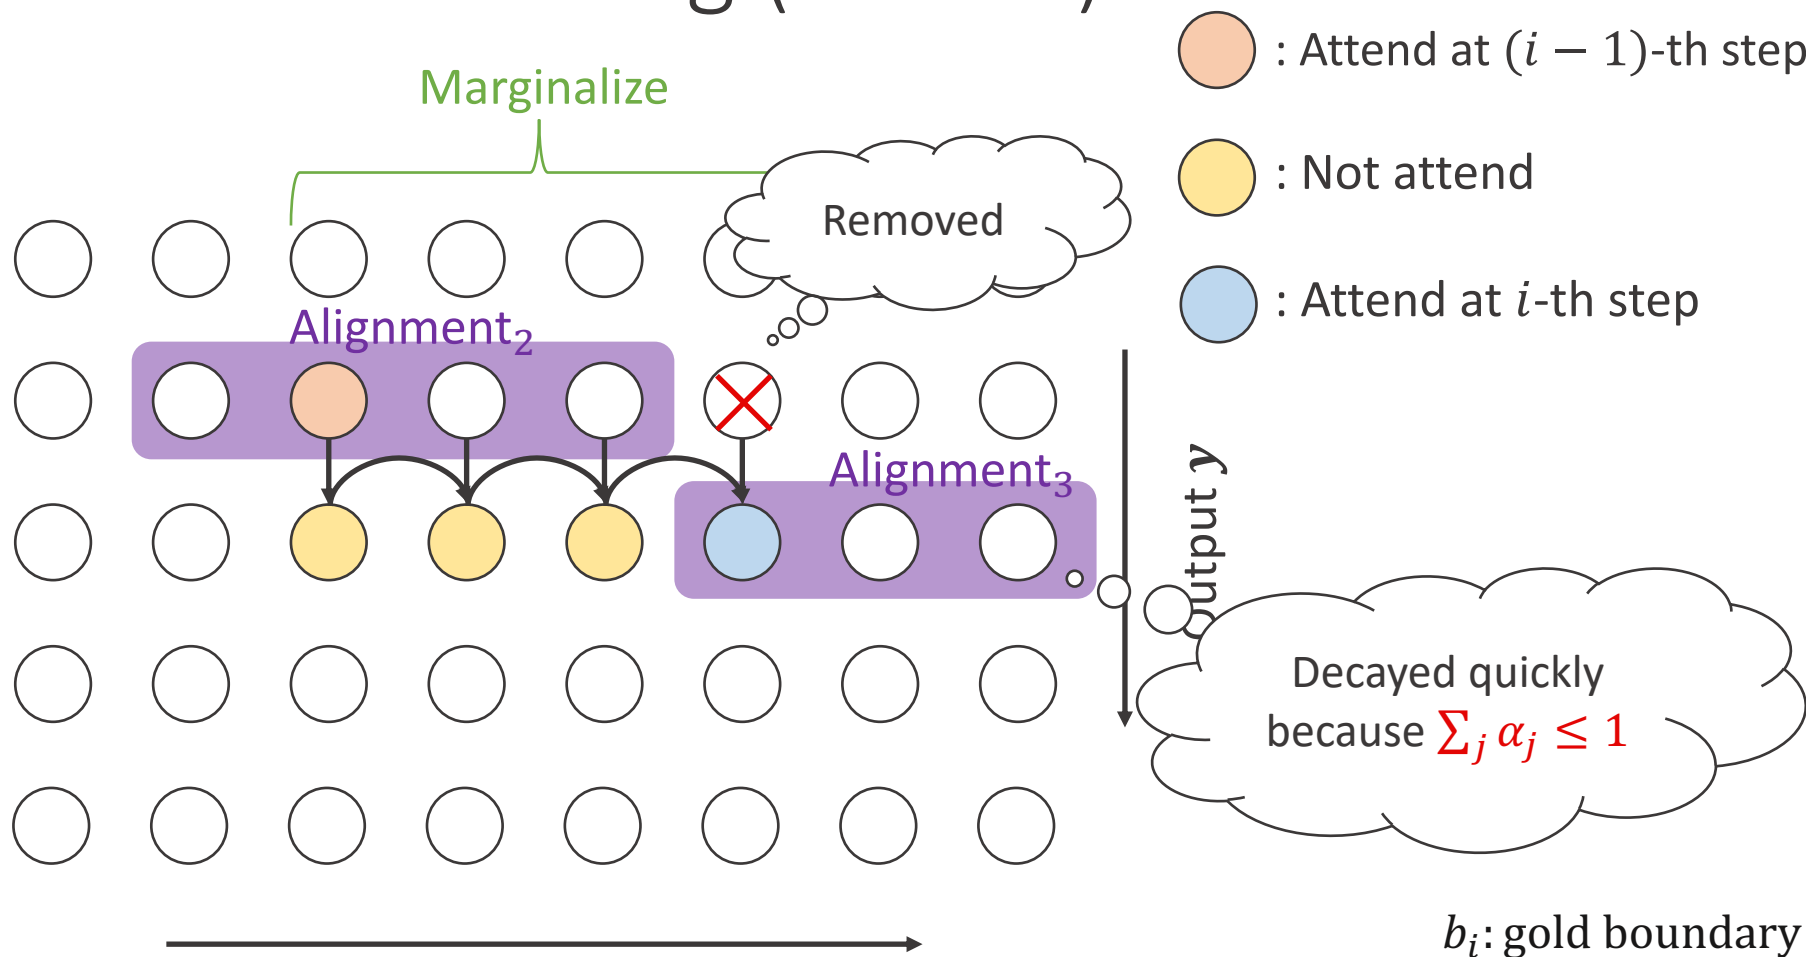 : Attend at (i − 1)-th step
Marginalize
: Not attend
Removed
: Attend at i-th step
Alignment₂
Alignment₃
y
Decayed quickly
because ∑ⱼ αⱼ ≤ 1
bᵢ: gold boundary